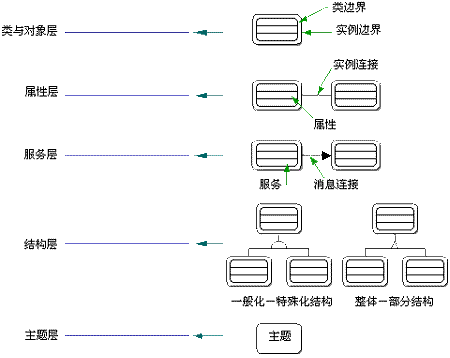 类边界
类与对象层
实例边界
实例连接
属性层
属性
服务层
服务
消息连接
结构层
一般化－特殊化结构
整体－部分结构
主题层
主题